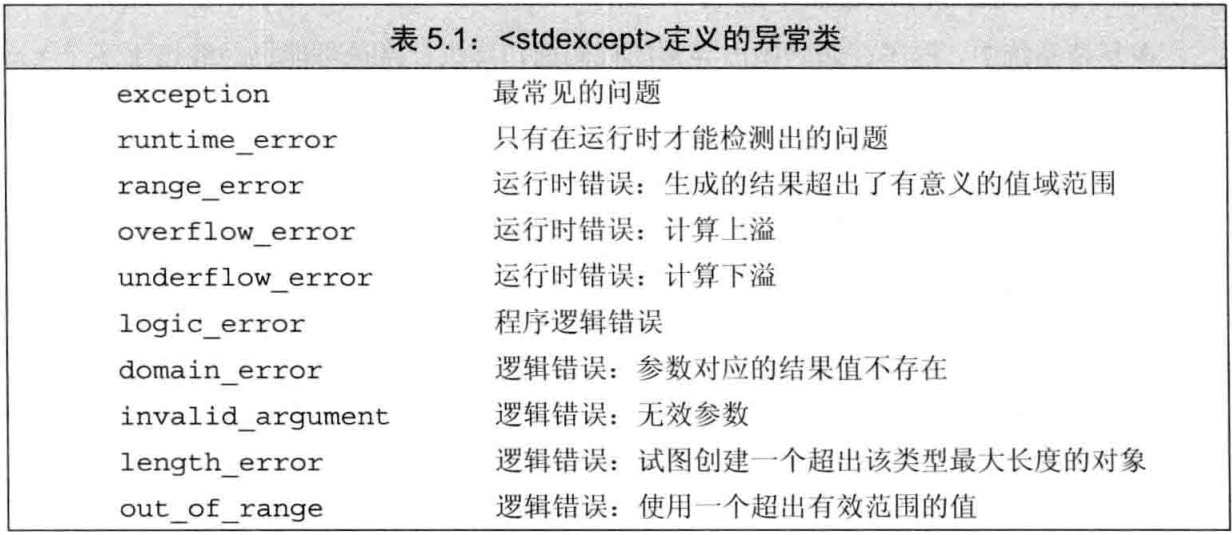 表 5.1：<stdexcept>定义的异常类
exception 最常见的问题
runtime_error 只有在运行时才能检测出的问题
range_error 运行时错误：生成的结果超出了有意义的值域范围
overflow_error 运行时错误：计算上溢
underflow_error 运行时错误：计算下溢
logic_error 程序逻辑错误
domain_error 逻辑错误：参数对应的结果值不存在
invalid_argument 逻辑错误：无效参数
length_error 逻辑错误：试图创建一个超出该类型最大长度的对象
out_of_range 逻辑错误：使用一个超出有效范围的值